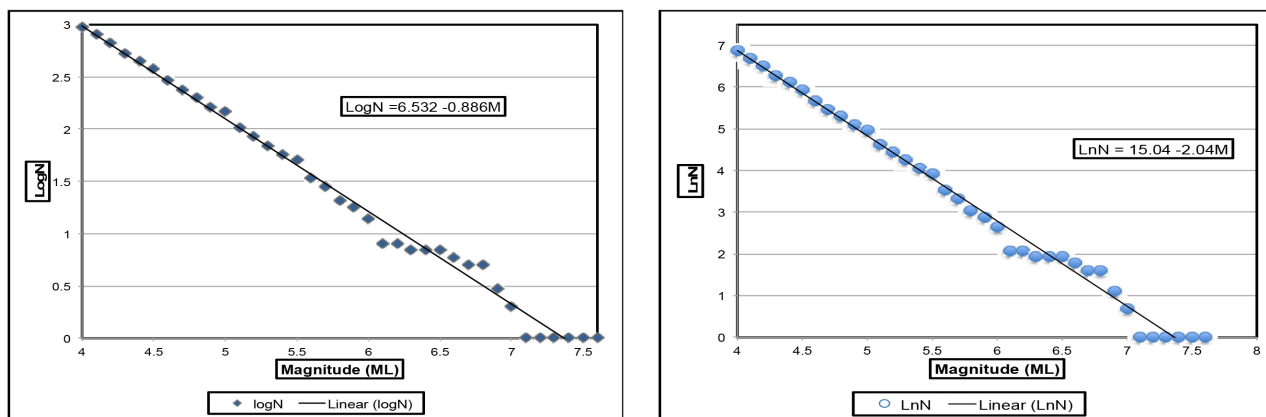 3
2.5
2
1.5
1
0.5
0
LogN
LogN =6.532 -0.886M
4 4.5 5 5.5 6 6.5 7 7.5
Magnitude (ML)
logN Linear (logN)
7
6
5
4
3
2
1
0
LnN
LnN = 15.04 -2.04M
4 4.5 5 5.5 6 6.5 7 7.5 8
Magnitude (ML)
LnN Linear (LnN)